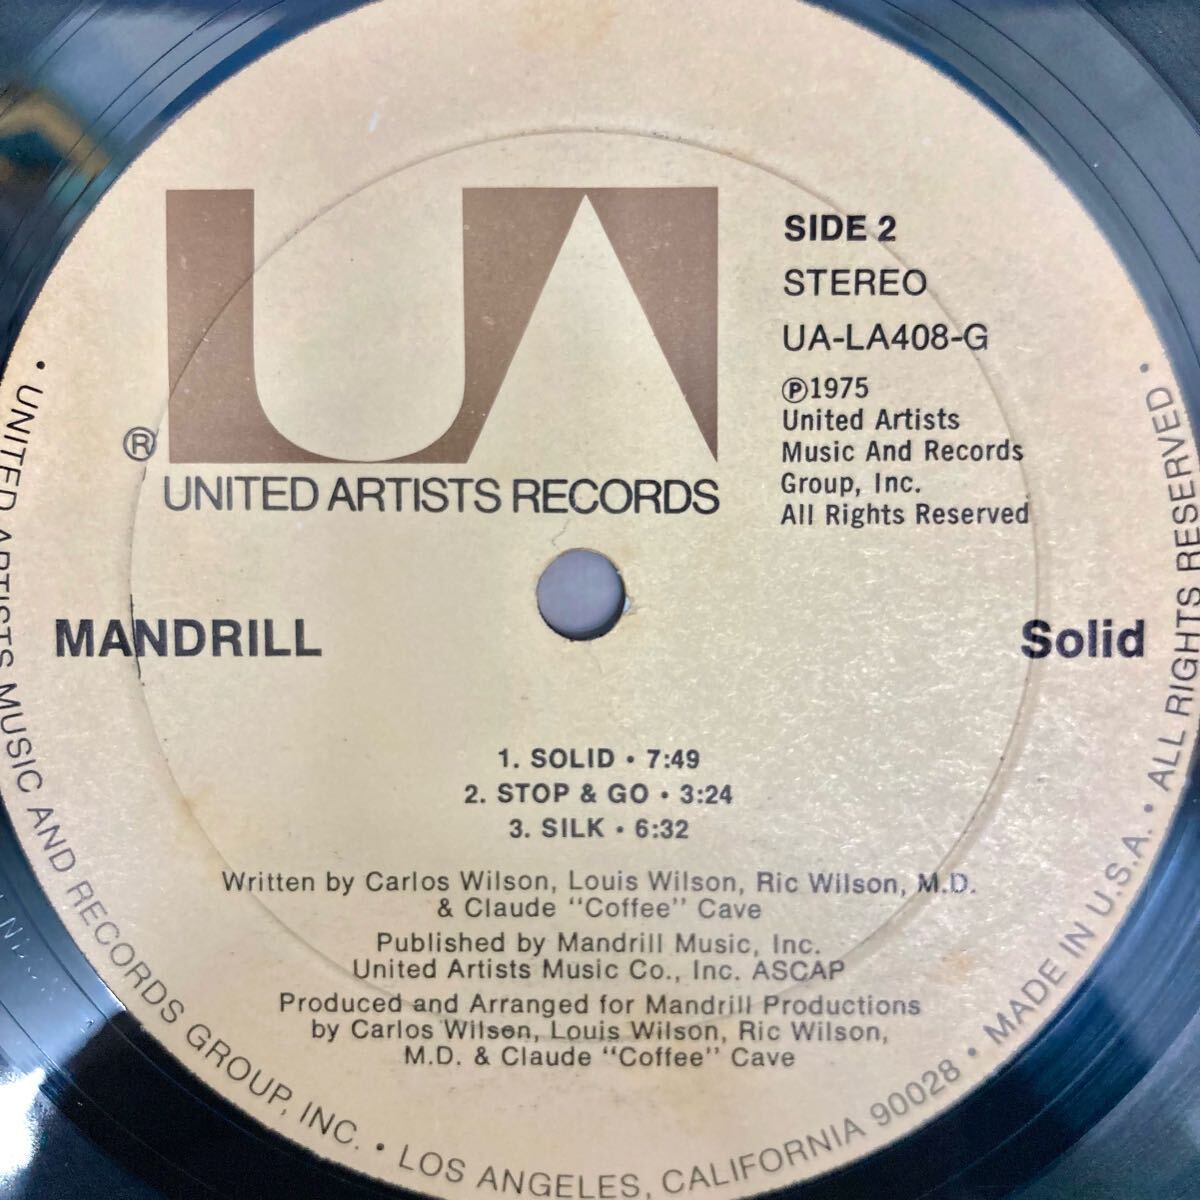 UA
®
UNITED ARTISTS RECORDS
SIDE 2
STEREO
UA-LA408-G
℗1975
United Artists
Music And Records
Group, Inc.
All Rights Reserved
MANDRILL
Solid
1. SOLID • 7:49
2. STOP & GO • 3:24
3. SILK • 6:32
Written by Carlos Wilson, Louis Wilson, Ric Wilson, M.D.
& Claude "Coffee" Cave
Published by Mandrill Music, Inc.
United Artists Music Co., Inc. ASCAP
Produced and Arranged for Mandrill Productions
by Carlos Wilson, Louis Wilson, Ric Wilson,
M.D. & Claude "Coffee" Cave
• UNITED ARTISTS MUSIC AND RECORDS GROUP, INC. • LOS ANGELES, CALIFORNIA 90028 • MADE IN U.S.A. • ALL RIGHTS RESERVED •